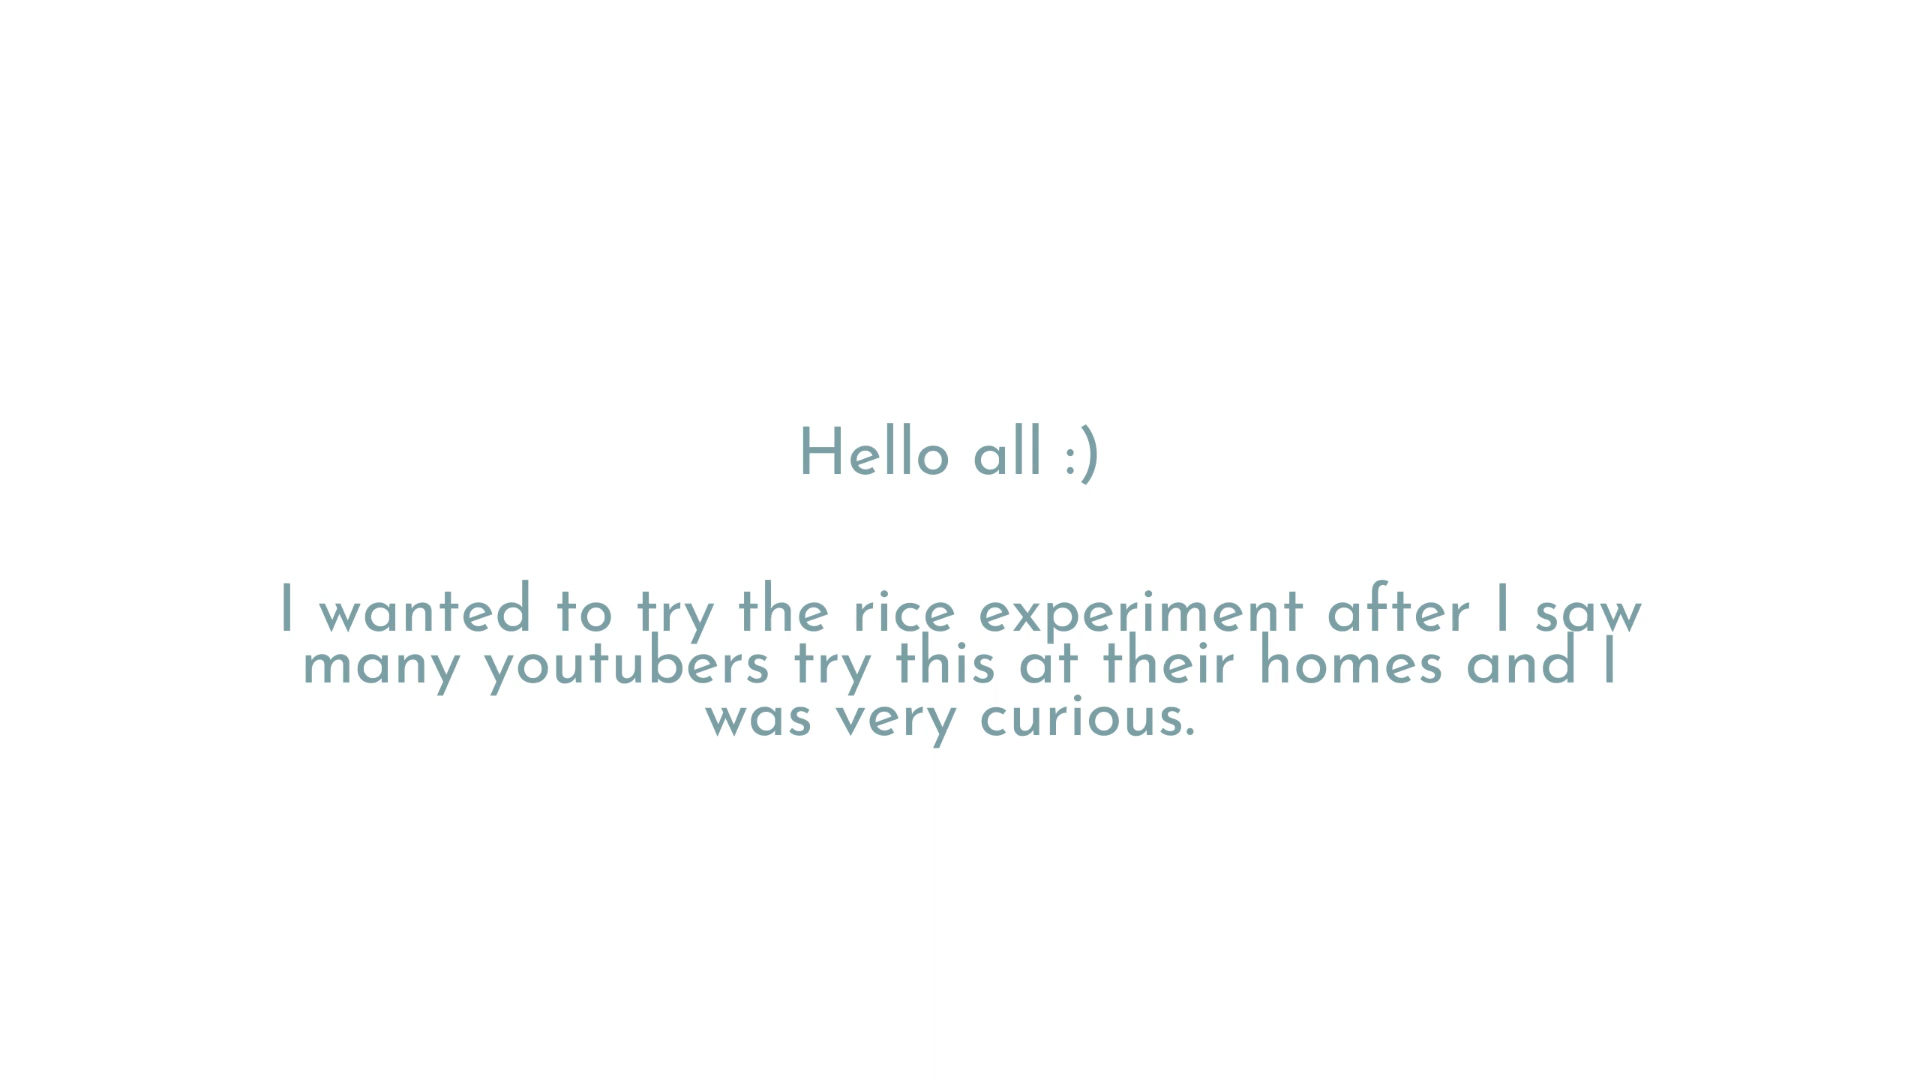 Hello all :)
I wanted to try the rice experiment after I saw
many youtubers try this at their homes and I
was very curious.